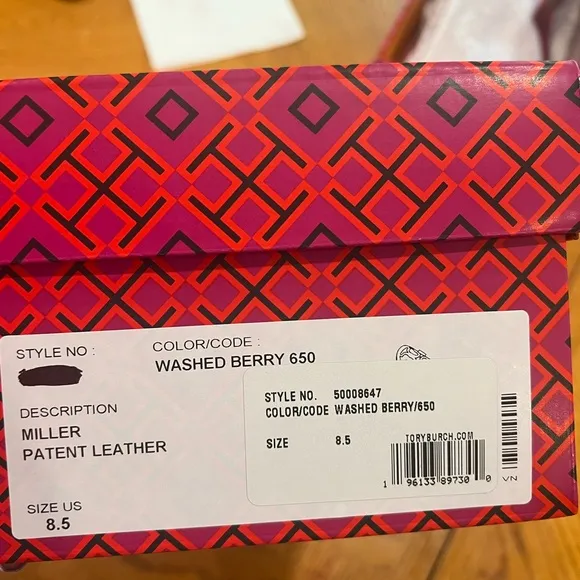 STYLE NO :
COLOR/CODE :
WASHED BERRY 650
DESCRIPTION
MILLER
PATENT LEATHER
SIZE US
8.5
STYLE NO. 50008647
COLOR/CODE WASHED BERRY/650
SIZE 8.5
TORYBURCH.COM
1 96133 89730 0
VN